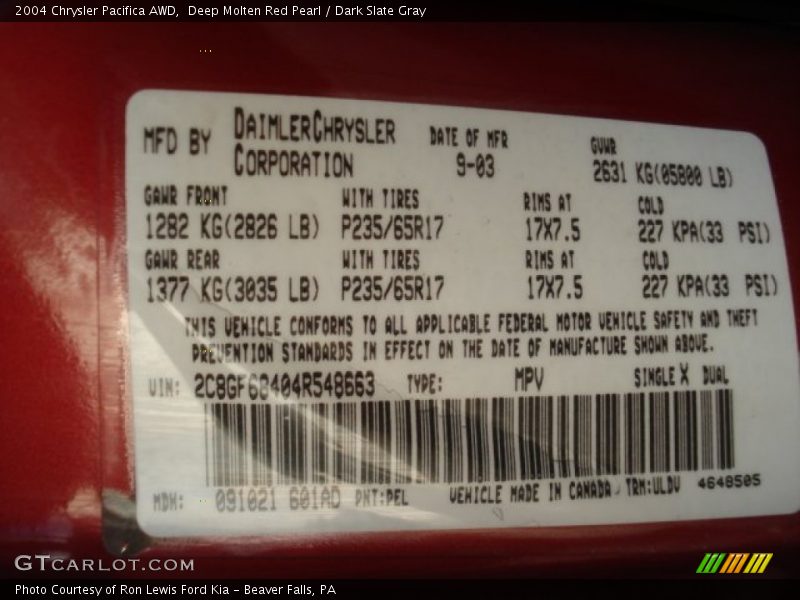 2004 Chrysler Pacifica AWD,  Deep Molten Red Pearl / Dark Slate Gray
MFD BY DAIMLERCHRYSLER CORPORATION DATE OF MFR 9-03 GVWR 2631 KG(05800 LB)
GAWR FRONT WITH TIRES RIMS AT COLD
1282 KG(2826 LB) P235/65R17 17X7.5 227 KPA(33 PSI)
GAWR REAR WITH TIRES RIMS AT COLD
1377 KG(3035 LB) P235/65R17 17X7.5 227 KPA(33 PSI)
THIS VEHICLE CONFORMS TO ALL APPLICABLE FEDERAL MOTOR VEHICLE SAFETY AND THEFT
PREVENTION STANDARDS IN EFFECT ON THE DATE OF MANUFACTURE SHOWN ABOVE.
VIN: 2C8GF68404R548663 TYPE: MPV SINGLE X DUAL
MDH: 091021 601AD PNT:PEL VEHICLE MADE IN CANADA TRM:ULDV 4648505
GTCARLOT.COM
Photo Courtesy of Ron Lewis Ford Kia - Beaver Falls, PA